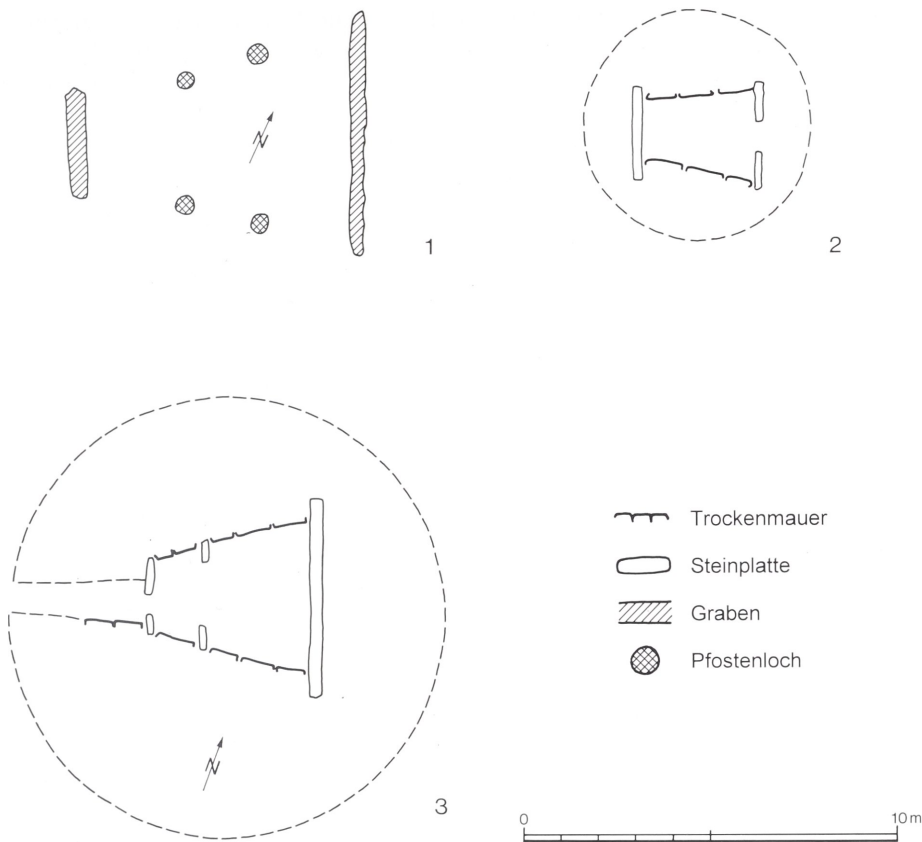 N
1
2
N
3
Trockenmauer
Steinplatte
Graben
Pfostenloch
0 10 m